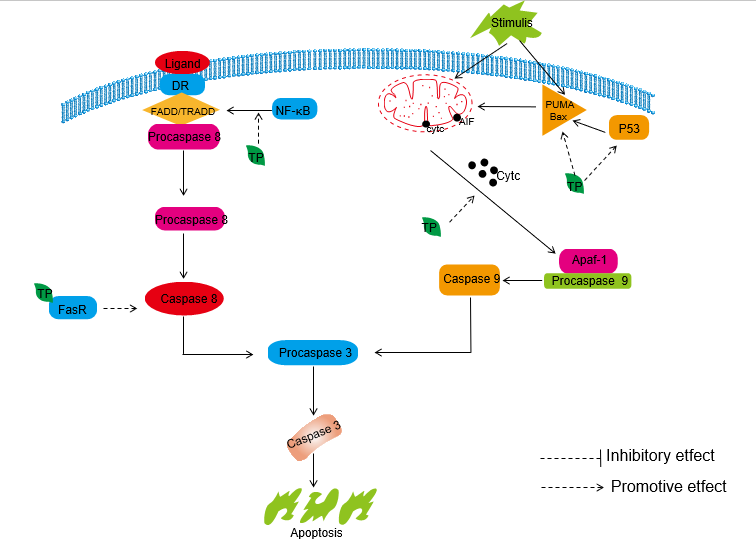 Stimulis
Ligand
DR
FADD/TRADD
NF-κB
Procaspase 8
TP
cytc
AIF
PUMA
Bax
P53
TP
Cytc
TP
Procaspase 8
Apaf-1
Procaspase 9
Caspase 9
TP
FasR
Caspase 8
Procaspase 3
Caspase 3
Apoptosis
Inhibitory etfect
Promotive etfect